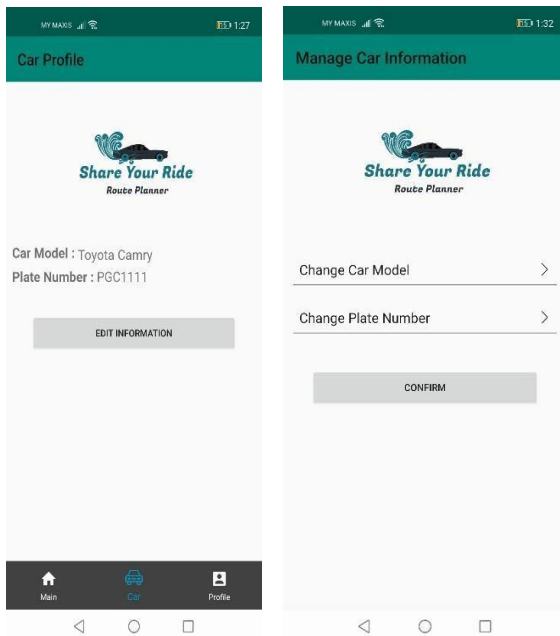 MY MAXIS 1:27
Car Profile
Share Your Ride
Route Planner
Car Model : Toyota Camry
Plate Number : PGC1111
EDIT INFORMATION
Main Car Profile
MY MAXIS 1:32
Manage Car Information
Share Your Ride
Route Planner
Change Car Model >
Change Plate Number >
CONFIRM